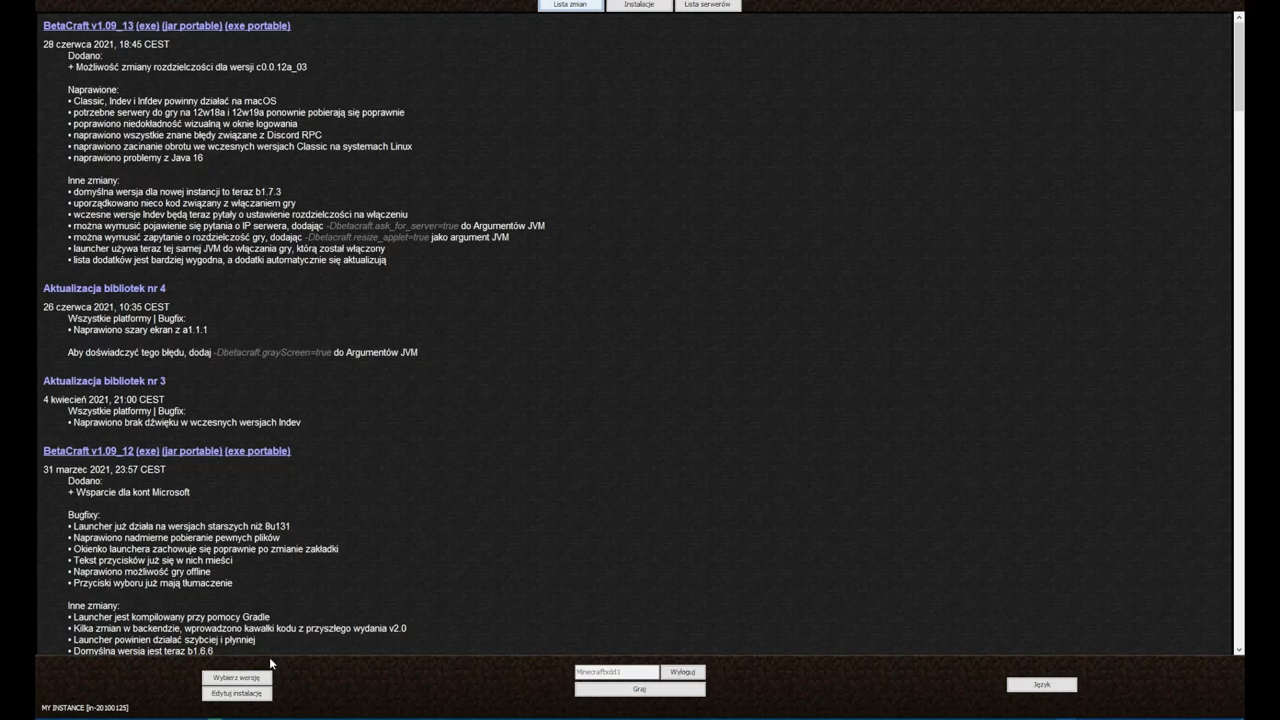 Lista zmian Instalacje Lista serwerów
BetaCraft v1.09_13 (exe) (jar portable) (exe portable)
28 czerwca 2021, 18:45 CEST
Dodano:
+ Możliwość zmiany rozdzielczości dla wersji c0.0.12a_03
Naprawione:
• Classic, Indev i Infdev powinny działać na macOS
• potrzebne serwery do gry na 12w18a i 12w19a ponownie pobierają się poprawnie
• poprawiono niedokładność wizualną w oknie logowania
• naprawiono wszystkie znane błędy związane z Discord RPC
• naprawiono zacinanie obrotu we wczesnych wersjach Classic na systemach Linux
• naprawiono problemy z Java 16
Inne zmiany:
• domyślna wersja dla nowej instancji to teraz b1.7.3
• uporządkowano nieco kod związany z włączaniem gry
• wczesne wersje Indev będą teraz pytały o ustawienie rozdzielczości na włączeniu
• można wymusić pojawienie się pytania o IP serwera, dodając -Dbetacraft.ask_for_server=true do Argumentów JVM
• można wymusić zapytanie o rozdzielczość gry, dodając -Dbetacraft.resize_applet=true jako argument JVM
• launcher używa teraz tej samej JVM do włączania gry, którą został włączony
• lista dodatków jest bardziej wygodna, a dodatki automatycznie się aktualizują
Aktualizacja bibliotek nr 4
26 czerwca 2021, 10:35 CEST
Wszystkie platformy | Bugfix:
• Naprawiono szary ekran z a1.1.1
Aby doświadczyć tego błędu, dodaj -Dbetacraft.grayScreen=true do Argumentów JVM
Aktualizacja bibliotek nr 3
4 kwiecień 2021, 21:00 CEST
Wszystkie platformy | Bugfix:
• Naprawiono brak dźwięku w wczesnych wersjach Indev
BetaCraft v1.09_12 (exe) (jar portable) (exe portable)
31 marzec 2021, 23:57 CEST
Dodano:
+ Wsparcie dla kont Microsoft
Bugfixy:
• Launcher już działa na wersjach starszych niż 8u131
• Naprawiono nadmierne pobieranie pewnych plików
• Okienko launchera zachowuje się poprawnie po zmianie zakładki
• Tekst przycisków już się w nich mieści
• Naprawiono możliwość gry offline
• Przyciski wyboru już mają tłumaczenie
Inne zmiany:
• Launcher jest kompilowany przy pomocy Gradle
• Kilka zmian w backendzie, wprowadzono kawałki kodu z przyszłego wydania v2.0
• Launcher powinien działać szybciej i płynniej
• Domyślna wersja jest teraz b1.6.6
Wybierz wersję
Edytuj instalację
Minecraftxdd1 Wyloguj
Graj
Język
MY INSTANCE [in-20100125]